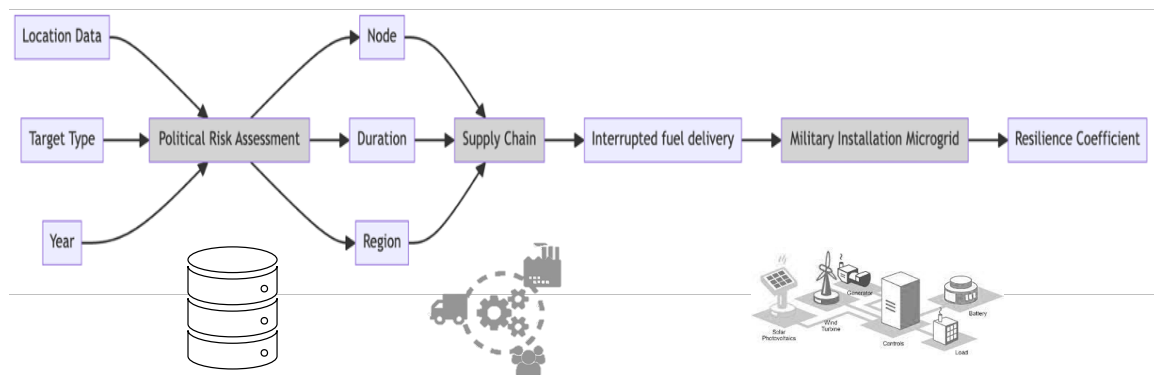 Location Data
Node
Target Type
Political Risk Assessment
Duration
Supply Chain
Interrupted fuel delivery
Military Installation Microgrid
Resilience Coefficient
Year
Region
Generator
Solar
Photovoltaics
Wind
Turbine
Controls
Battery
Load